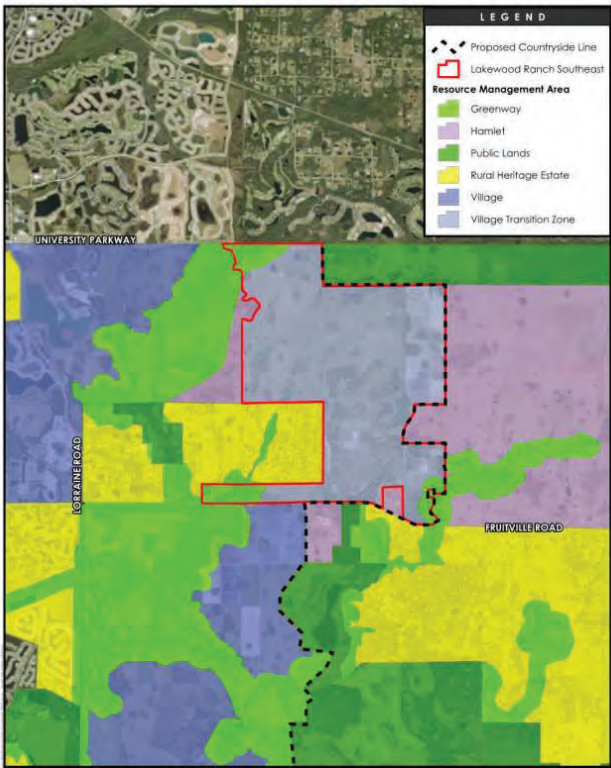 LEGEND
Proposed Countryside Line
Lakewood Ranch Southeast
Resource Management Area
Greenway
Hamlet
Public Lands
Rural Heritage Estate
Village
Village Transition Zone
UNIVERSITY PARKWAY
LORRAINE ROAD
FRUITVILLE ROAD